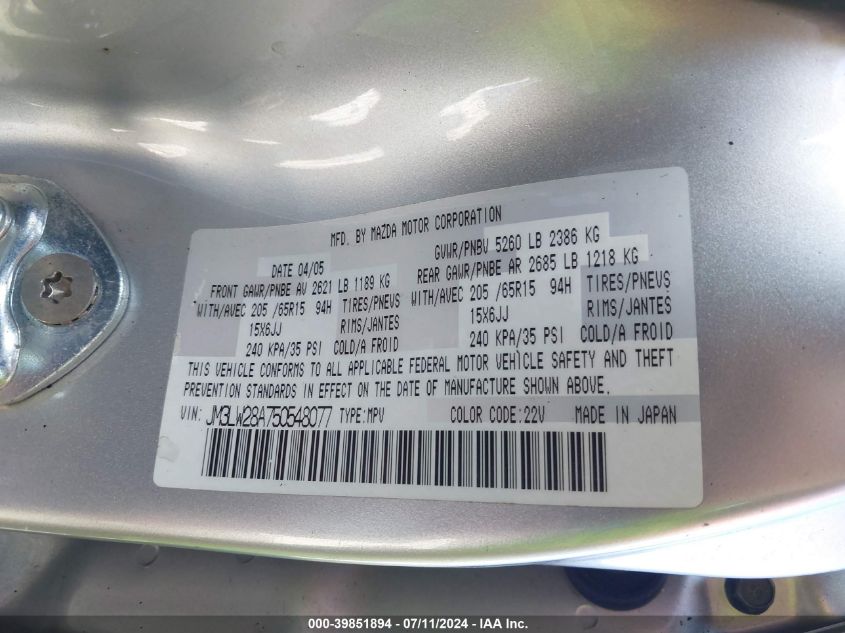 MFD. BY MAZDA MOTOR CORPORATION
DATE 04/05 GVWR/PNBV 5260 LB 2386 KG
FRONT GAWR/PNBE AV 2621 LB 1189 KG REAR GAWR/PNBE AR 2685 LB 1218 KG
WITH/AVEC 205 /65R15 94H TIRES/PNEUS WITH/AVEC 205 /65R15 94H TIRES/PNEUS
15X6JJ RIMS/JANTES 15X6JJ RIMS/JANTES
240 KPA/35 PSI COLD/A FROID 240 KPA/35 PSI COLD/A FROID
THIS VEHICLE CONFORMS TO ALL APPLICABLE FEDERAL MOTOR VEHICLE SAFETY AND THEFT
PREVENTION STANDARDS IN EFFECT ON THE DATE OF MANUFACTURE SHOWN ABOVE.
VIN: JM3LW28A750548077 TYPE:MPV COLOR CODE:22V MADE IN JAPAN
000-39851894 / 07/11/2024 - IAA Inc.